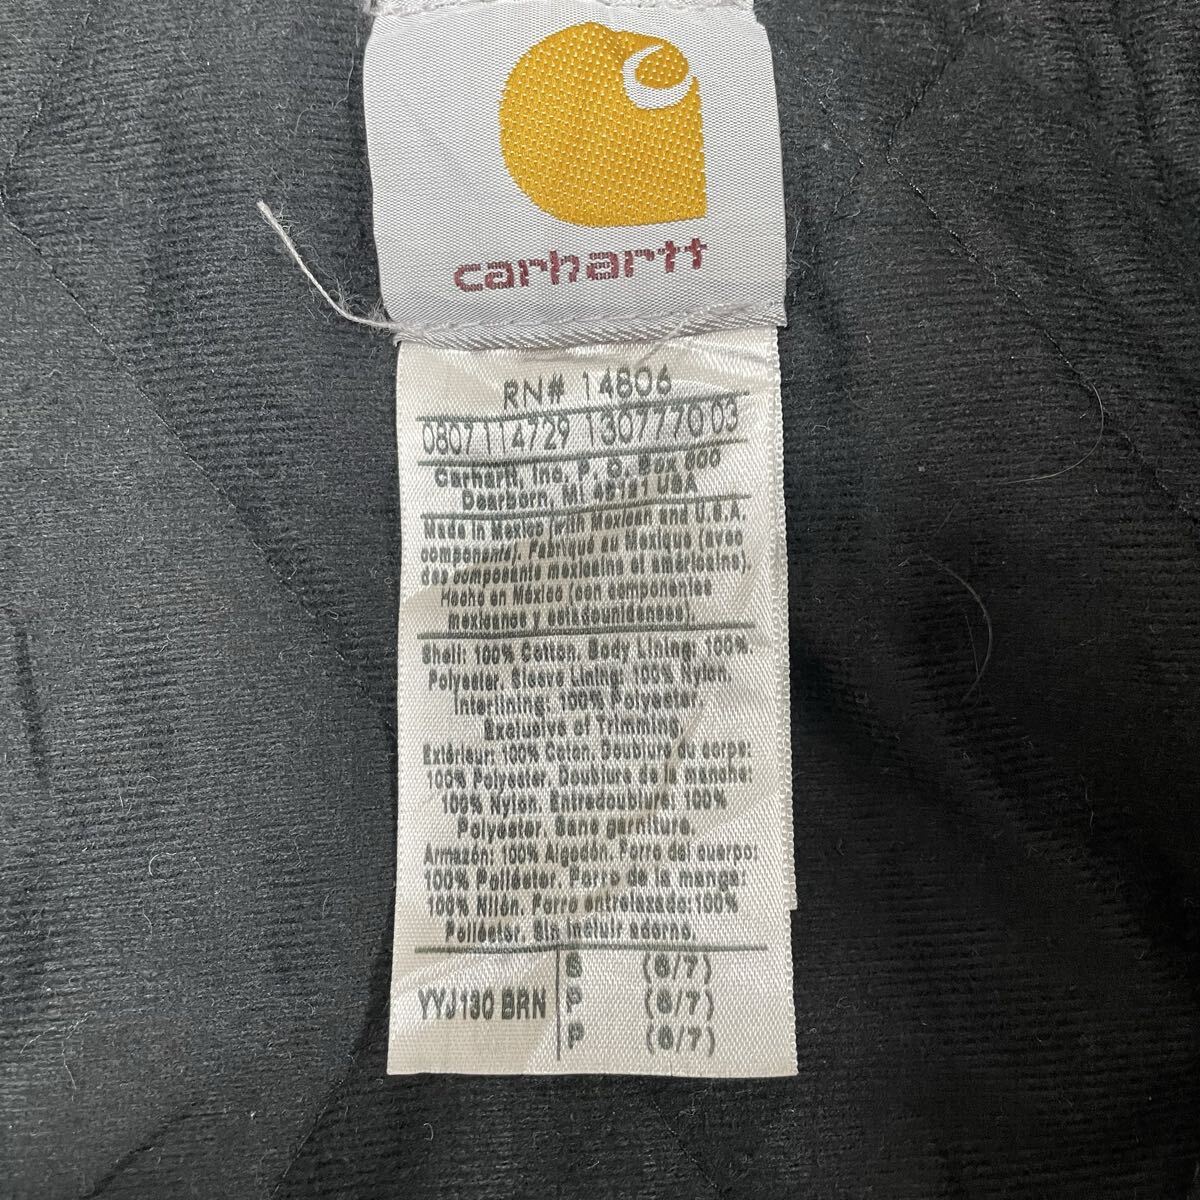 carhartt
RN# 14806
0807114729 1307770 03
Carhartt, Inc, P. O. Box 600
Dearborn, MI 48121 USA
Made in Mexico (with Mexican and U.S.A.
components). Fabriqué au Mexique (avec
des composants mexicains et américains).
Hecho en México (con componentes
mexicanos y estadounidenses).
Shell: 100% Cotton. Body Lining: 100%
Polyester. Sleeve Lining: 100% Nylon.
Interlining: 100% Polyester.
Exclusive of Trimming
Extérieur: 100% Coton. Doublure du corps:
100% Polyester. Doublure de la manche:
100% Nylon. Entredoublure: 100%
Polyester. Sans garniture.
Armazón: 100% Algodón. Forro del cuerpo:
100% Poliéster. Forro de la manga:
100% Nilón. Forro entrelazado: 100%
Poliéster. Sin incluir adorno.
YYJ130 BRN
S (6/7)
P (6/7)
P (6/7)